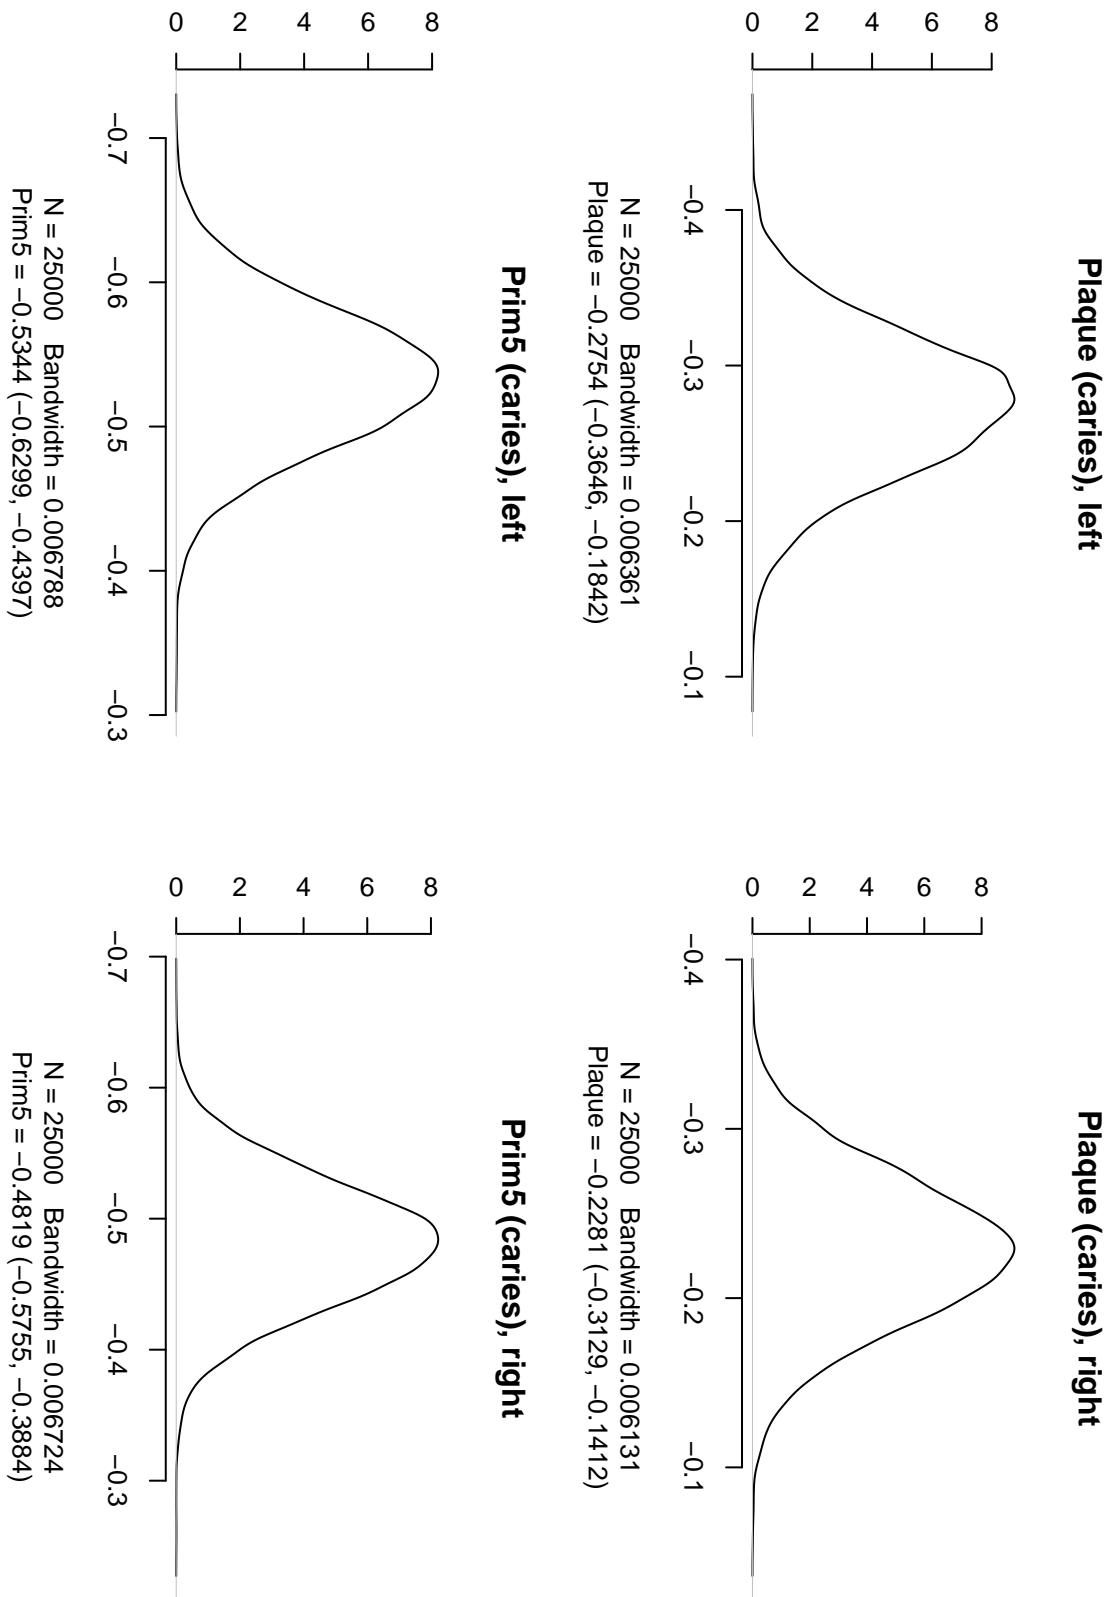 Plaque (caries), left
0 2 4 6 8
−0.4 −0.3 −0.2 −0.1
N = 25000 Bandwidth = 0.006361
Plaque = −0.2754 (−0.3646, −0.1842)
Plaque (caries), right
0 2 4 6 8
−0.4 −0.3 −0.2 −0.1
N = 25000 Bandwidth = 0.006131
Plaque = −0.2281 (−0.3129, −0.1412)
Prim5 (caries), left
0 2 4 6 8
−0.7 −0.6 −0.5 −0.4 −0.3
N = 25000 Bandwidth = 0.006788
Prim5 = −0.5344 (−0.6299, −0.4397)
Prim5 (caries), right
0 2 4 6 8
−0.7 −0.6 −0.5 −0.4 −0.3
N = 25000 Bandwidth = 0.006724
Prim5 = −0.4819 (−0.5755, −0.3884)